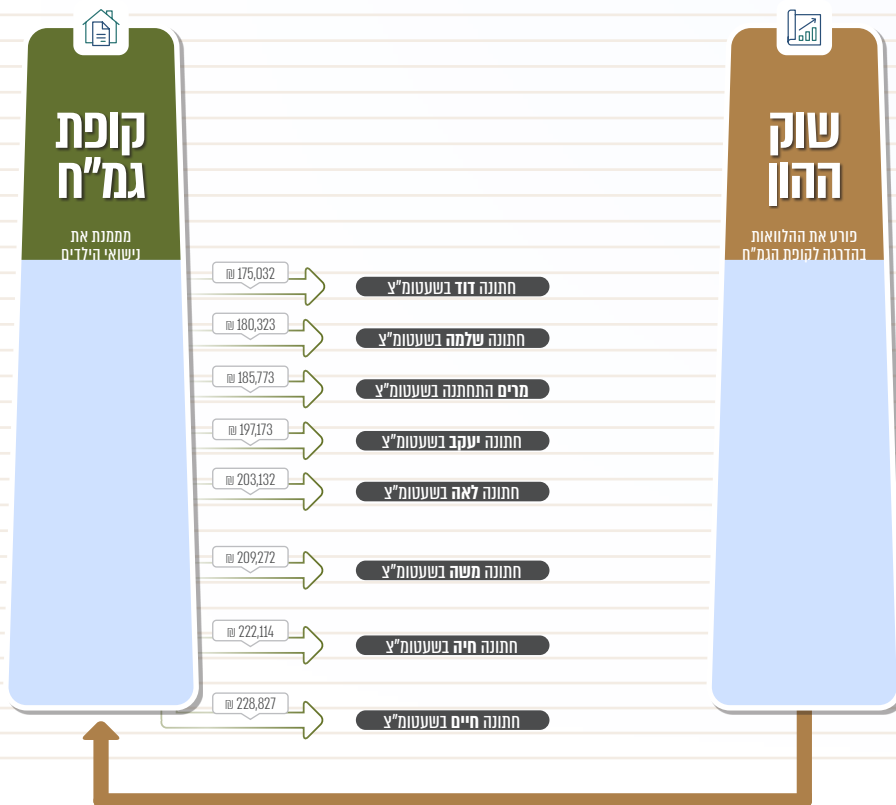 שוק
ההון
פורע את ההלוואות
בהדרגה לקופת הגמ"ח
קופת
גמ"ח
מממנת את
נישואי הילדים
חתונה דוד בשעטומ"צ
175,032 ₪
חתונה שלמה בשעטומ"צ
180,323 ₪
מרים התחתנה בשעטומ"צ
185,773 ₪
חתונה יעקב בשעטומ"צ
197,173 ₪
חתונה לאה בשעטומ"צ
203,132 ₪
חתונה משה בשעטומ"צ
209,272 ₪
חתונה חיה בשעטומ"צ
222,114 ₪
חתונה חיים בשעטומ"צ
228,827 ₪